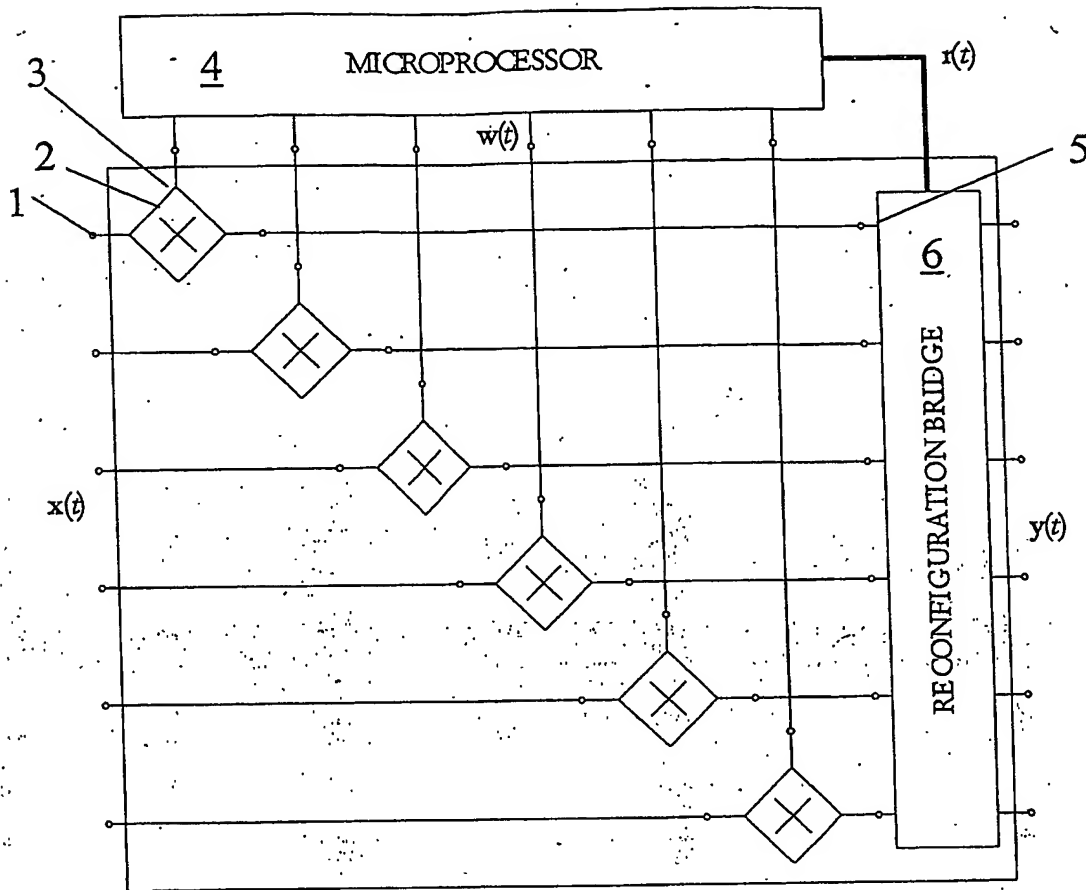 4 MICROPROCESSOR
r(t)
3
w(t)
2
5
1
6
RECONFIGURATION BRIDGE
x(t)
y(t)